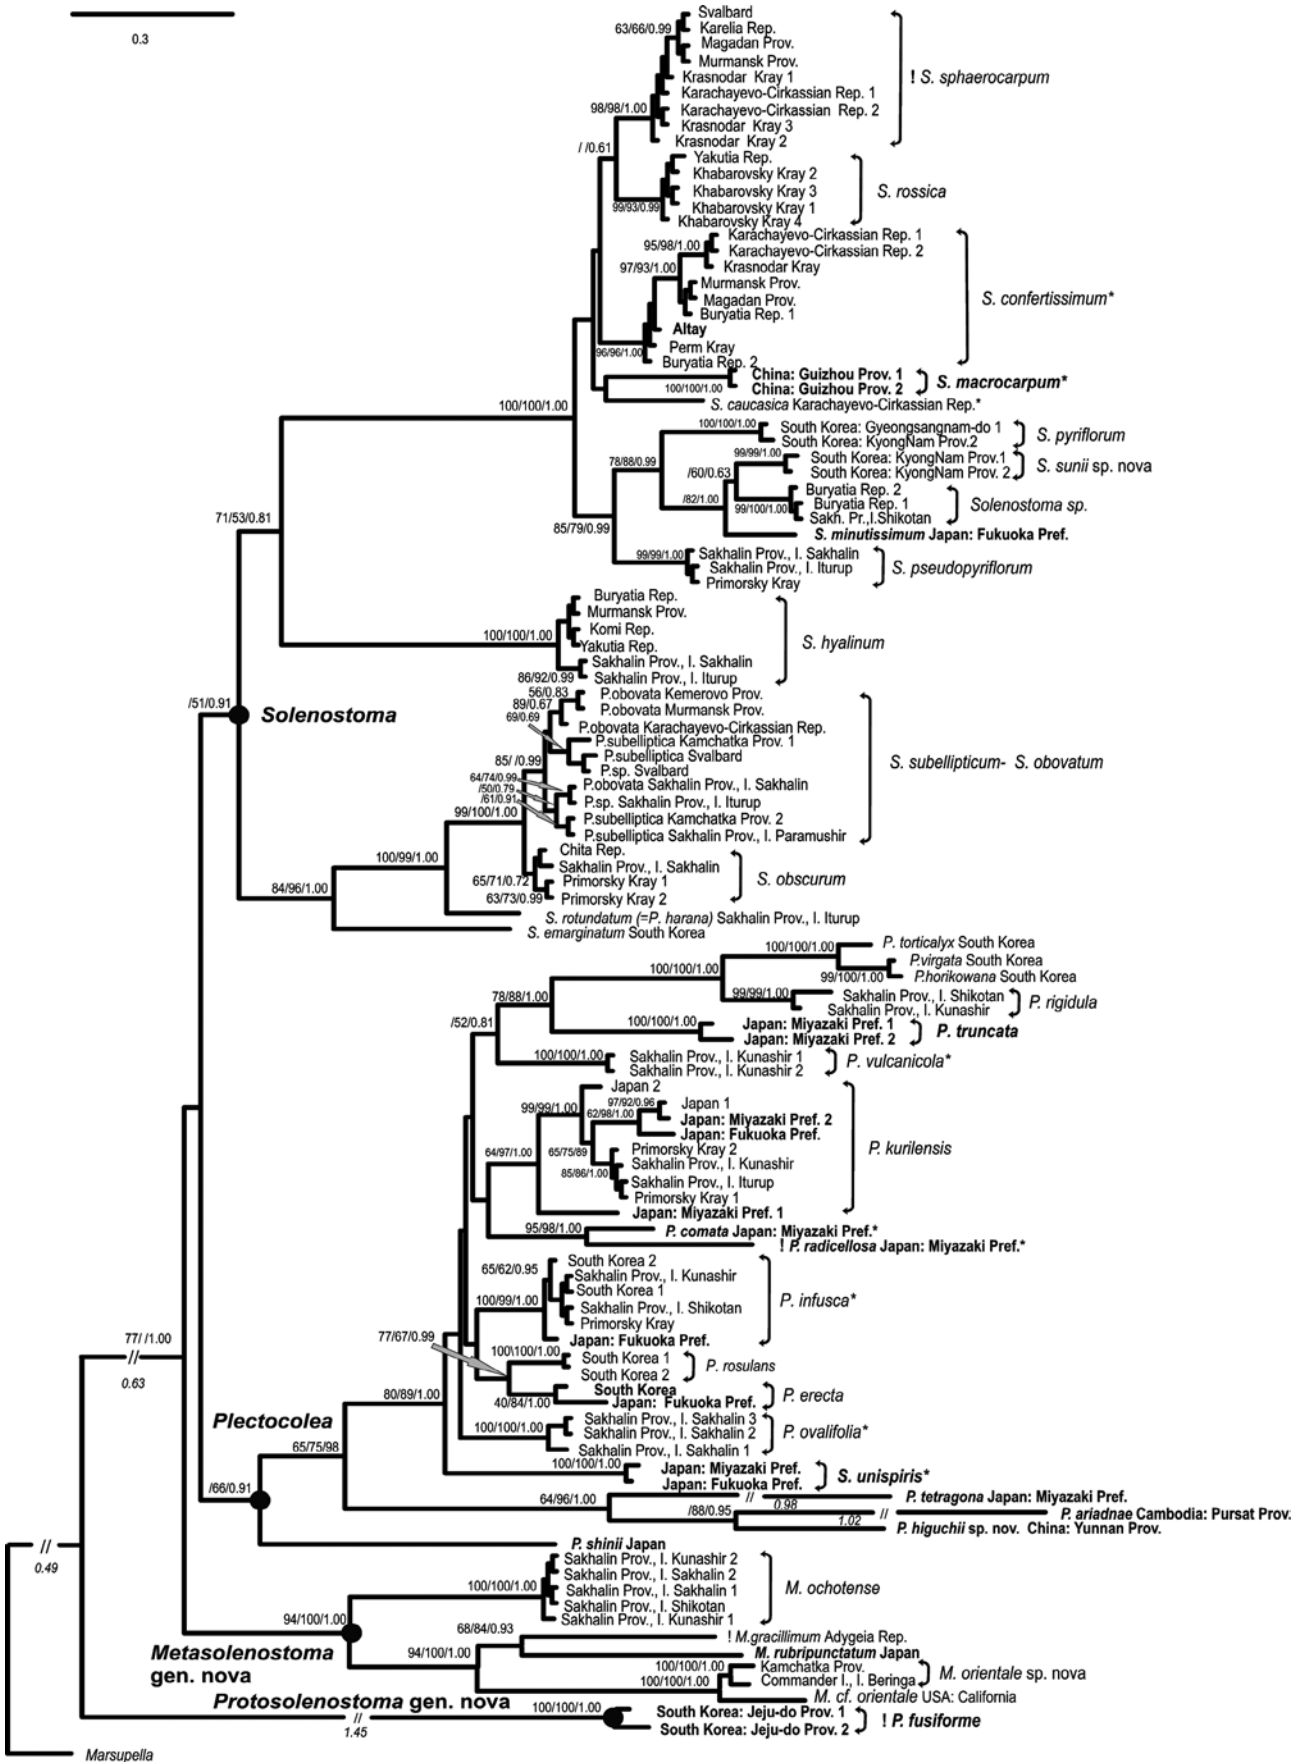 0.3
Svalbard
63/66/0.99
Karelia Rep.
Magadan Prov.
Murmansk Prov.
Krasnodar Kray 1
! S. sphaerocarpum
Karachayevo-Cirkassian Rep. 1
98/98/1.00
Karachayevo-Cirkassian Rep. 2
Krasnodar Kray 3
Krasnodar Kray 2
/ /0.61
Yakutia Rep.
Khabarovsky Kray 2
Khabarovsky Kray 3
S. rossica
99/93/0.99
Khabarovsky Kray 1
Khabarovsky Kray 4
Karachayevo-Cirkassian Rep. 1
95/98/1.00
Karachayevo-Cirkassian Rep. 2
97/93/1.00
Krasnodar Kray
Murmansk Prov.
Magadan Prov.
S. confertissimum*
Buryatia Rep. 1
Altay
96/96/1.00
Perm Kray
Buryatia Rep. 2
China: Guizhou Prov. 1
100/100/1.00
China: Guizhou Prov. 2
S. macrocarpum*
100/100/1.00
S. caucasica Karachayevo-Cirkassian Rep.*
100/100/1.00
South Korea: Gyeongsangnam-do 1
South Korea: KyongNam Prov.2
S. pyriflorum
78/88/0.99
99/99/1.00
South Korea: KyongNam Prov.1
South Korea: KyongNam Prov. 2
S. sunii sp. nova
/60/0.63
Buryatia Rep. 2
/82/1.00
99/100/1.00
Buryatia Rep. 1
Solenostoma sp.
Sakh. Pr.,I.Shikotan
71/53/0.81
85/79/0.99
S. minutissimum Japan: Fukuoka Pref.
99/99/1.00
Sakhalin Prov., I. Sakhalin
Sakhalin Prov., I. Iturup
S. pseudopyriflorum
Primorsky Kray
Buryatia Rep.
Murmansk Prov.
100/100/1.00
Komi Rep.
Yakutia Rep.
S. hyalinum
Sakhalin Prov., I. Sakhalin
86/92/0.99
Sakhalin Prov., I. Iturup
/51/0.91
Solenostoma
56/0.83
P.obovata Kemerovo Prov.
89/0.67
P.obovata Murmansk Prov.
69/0.69
P.obovata Karachayevo-Cirkassian Rep.
P.subelliptica Kamchatka Prov. 1
85/ /0.99
P.subelliptica Svalbard
S. subellipticum- S. obovatum
P.sp. Svalbard
64/74/0.99
P.obovata Sakhalin Prov., I. Sakhalin
/50/0.79
/61/0.91
P.sp. Sakhalin Prov., I. Iturup
99/100/1.00
P.subelliptica Kamchatka Prov. 2
P.subelliptica Sakhalin Prov., I. Paramushir
Chita Rep.
100/99/1.00
Sakhalin Prov., I. Sakhalin
65/71/0.72
Primorsky Kray 1
S. obscurum
84/96/1.00
63/73/0.99
Primorsky Kray 2
S. rotundatum (=P. harana) Sakhalin Prov., I. Iturup
S. emarginatum South Korea
100/100/1.00
P. torticalyx South Korea
P.virgata South Korea
100/100/1.00
99/100/1.00
P.horikowana South Korea
78/88/1.00
99/99/1.00
Sakhalin Prov., I. Shikotan
Sakhalin Prov., I. Kunashir
P. rigidula
/52/0.81
100/100/1.00
Japan: Miyazaki Pref. 1
Japan: Miyazaki Pref. 2
P. truncata
100/100/1.00
Sakhalin Prov., I. Kunashir 1
Sakhalin Prov., I. Kunashir 2
P. vulcanicola*
Japan 2
99/99/1.00
97/92/0.96
Japan 1
62/98/1.00
Japan: Miyazaki Pref. 2
Japan: Fukuoka Pref.
64/97/1.00
65/75/89
Primorsky Kray 2
P. kurilensis
Sakhalin Prov., I. Kunashir
85/86/1.00
Sakhalin Prov., I. Iturup
Primorsky Kray 1
Japan: Miyazaki Pref. 1
95/98/1.00
P. comata Japan: Miyazaki Pref.*
! P. radicellosa Japan: Miyazaki Pref.*
South Korea 2
65/62/0.95
Sakhalin Prov., I. Kunashir
South Korea 1
100/99/1.00
Sakhalin Prov., I. Shikotan
P. infusca*
Primorsky Kray
77/ /1.00
77/67/0.99
Japan: Fukuoka Pref.
100\100/1.00
South Korea 1
South Korea 2
P. rosulans
0.63
80/89/1.00
South Korea
40/84/1.00
Japan: Fukuoka Pref.
P. erecta
Plectocolea
100/100/1.00
Sakhalin Prov., I. Sakhalin 3
Sakhalin Prov., I. Sakhalin 2
P. ovalifolia*
65/75/98
Sakhalin Prov., I. Sakhalin 1
100/100/1.00
Japan: Miyazaki Pref.
Japan: Fukuoka Pref.
S. unispiris*
/66/0.91
64/96/1.00
//
P. tetragona Japan: Miyazaki Pref.
0.98
/88/0.95
//
P. ariadnae Cambodia: Pursat Prov.
1.02
P. higuchii sp. nov. China: Yunnan Prov.
//
0.49
P. shinii Japan
Sakhalin Prov., I. Kunashir 2
Sakhalin Prov., I. Sakhalin 2
100/100/1.00
Sakhalin Prov., I. Sakhalin 1
M. ochotense
Sakhalin Prov., I. Shikotan
94/100/1.00
Sakhalin Prov., I. Kunashir 1
68/84/0.93
! M.gracillimum Adygeia Rep.
Metasolenostoma
gen. nova
94/100/1.00
M. rubripunctatum Japan
100/100/1.00
Kamchatka Prov.
100/100/1.00
Commander I., I. Beringa
M. orientale sp. nova
M. cf. orientale USA: California
Protosolenostoma gen. nova
100/100/1.00
South Korea: Jeju-do Prov. 1
//
1.45
South Korea: Jeju-do Prov. 2
! P. fusiforme
Marsupella